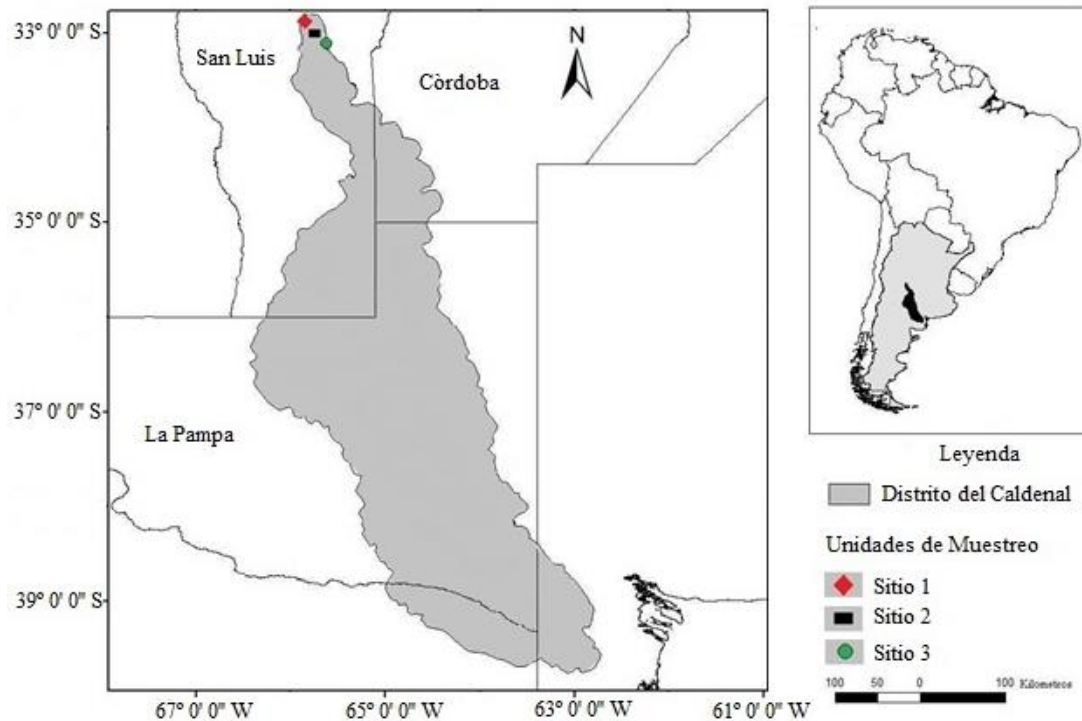 33° 0' 0" S
35° 0' 0" S
37° 0' 0" S
39° 0' 0" S
San Luis
Còrdoba
N
La Pampa
67° 0' 0" W
65° 0' 0" W
63° 0' 0" W
61° 0' 0" W
Leyenda
Distrito del Caldenal
Unidades de Muestreo
Sitio 1
Sitio 2
Sitio 3
100 50 0 100 Kilometros